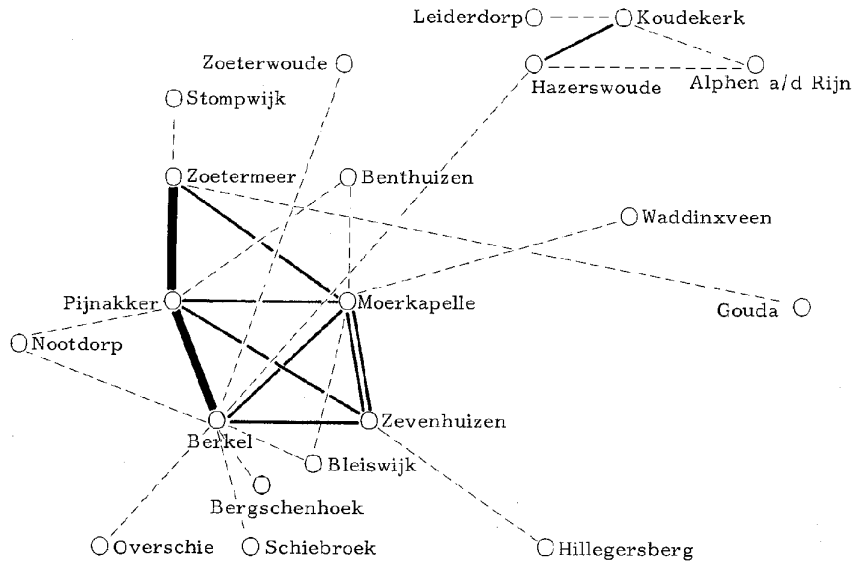 Leiderdorp
Koudekerk
Zoeterwoude
Hazerswoude
Alphen a/d Rijn
Stompwijk
Zoetermeer
Benthuizen
Waddinxveen
Pijnakker
Moerkapelle
Gouda
Nootdorp
Zevenhuizen
Berkel
Bleiswijk
Bergschenhoek
Overschie
Schiebroek
Hillegersberg